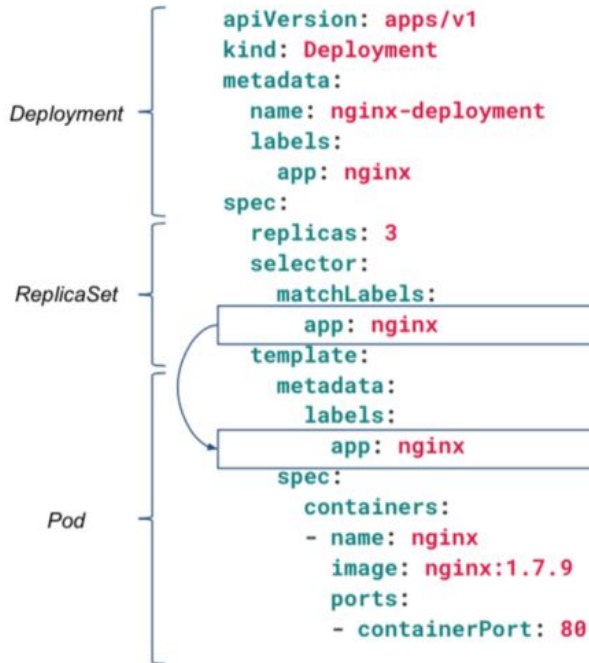 apiVersion: apps/v1
kind: Deployment
metadata:
Deployment
name: nginx-deployment
labels:
app: nginx
spec:
replicas: 3
selector:
ReplicaSet
matchLabels:
app: nginx
template:
metadata:
labels:
app: nginx
spec:
Pod
containers:
- name: nginx
image: nginx:1.7.9
ports:
- containerPort: 80